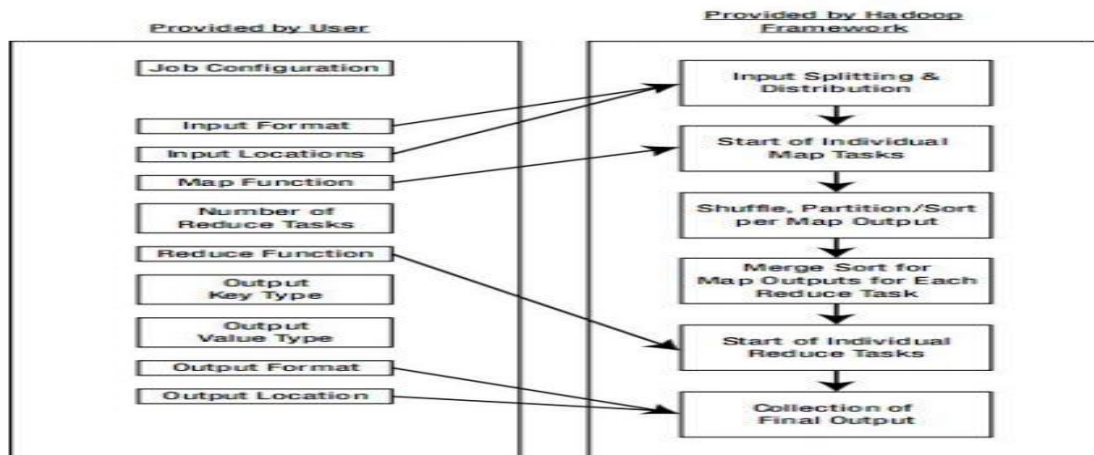 Provided by User
Job Configuration
Input Format
Input Locations
Map Function
Number of
Reduce Tasks
Reduce Function
Output
Key Type
Output
Value Type
Output Format
Output Location
Provided by Hadoop
Framework
Input Splitting &
Distribution
Start of Individual
Map Tasks
Shuffle, Partition/Sort
per Map Output
Merge Sort for
Map Outputs for Each
Reduce Task
Start of Individual
Reduce Tasks
Collection of
Final Output